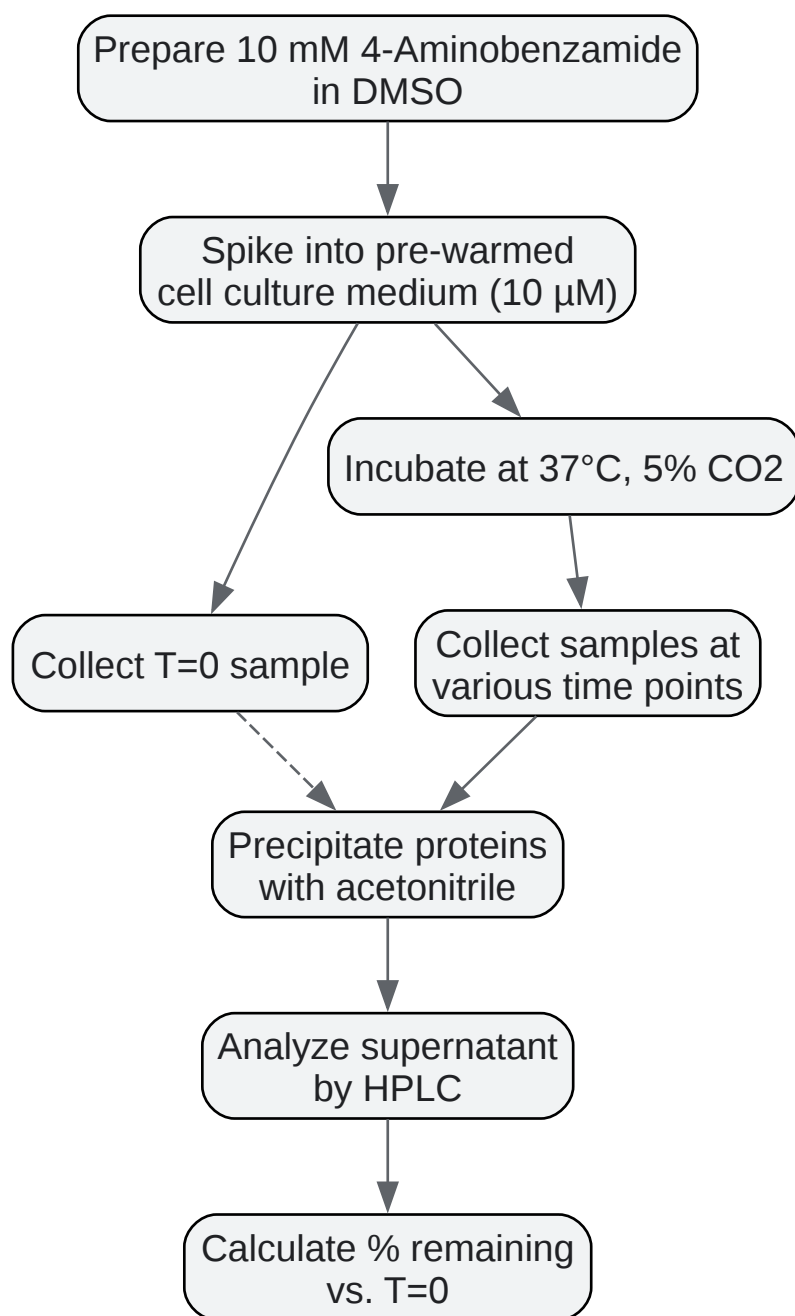 Prepare 10 mM 4-Aminobenzamide
in DMSO
Spike into pre-warmed
cell culture medium (10 µM)
Incubate at 37°C, 5% CO2
Collect T=0 sample
Collect samples at
various time points
Precipitate proteins
with acetonitrile
Analyze supernatant
by HPLC
Calculate % remaining
vs. T=0